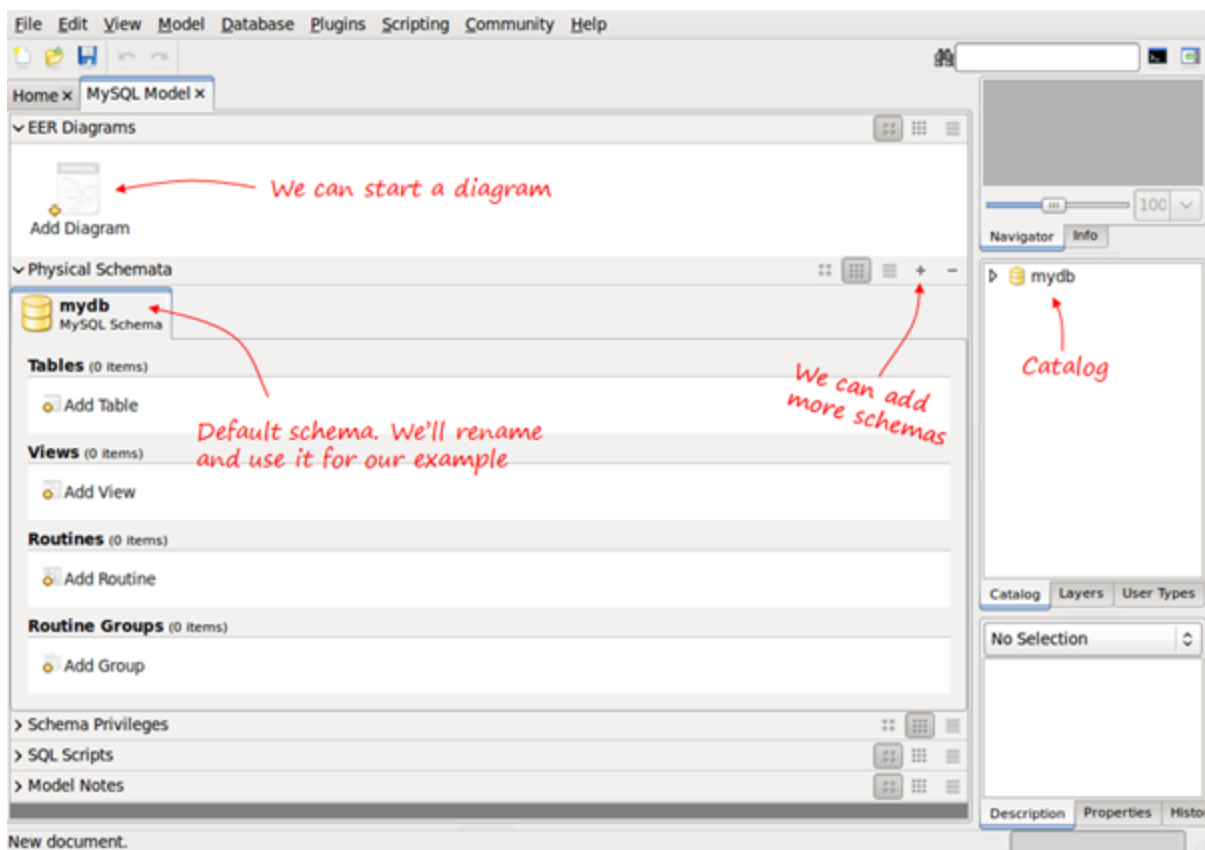 File Edit View Model Database Plugins Scripting Community Help
Home × MySQL Model ×
EER Diagrams
We can start a diagram
Add Diagram
Physical Schemata
mydb
MySQL Schema
Tables (0 items)
Add Table
Default schema. We'll rename
and use it for our example
We can add
more schemas
Views (0 items)
Add View
Routines (0 items)
Add Routine
Routine Groups (0 items)
Add Group
Schema Privileges
SQL Scripts
Model Notes
New document.
100
Navigator Info
mydb
Catalog
Catalog Layers User Types
No Selection
Description Properties Histo